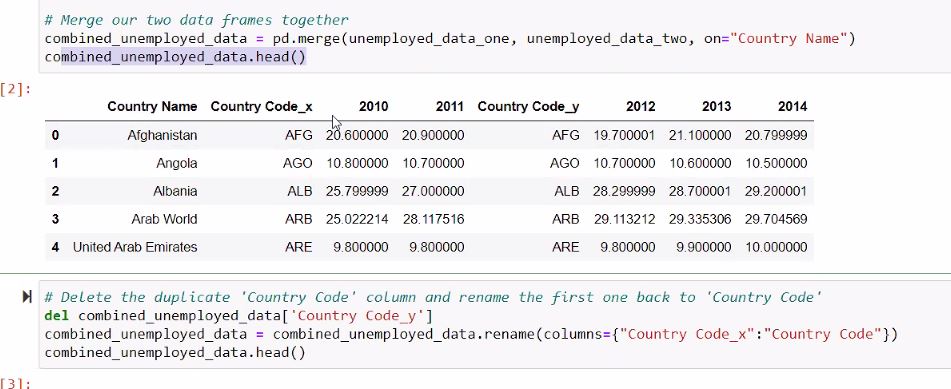 # Merge our two data frames together
combined_unemployed_data = pd.merge(unemployed_data_one, unemployed_data_two, on="Country Name")
combined_unemployed_data.head()
[2]:
Country Name Country Code_x 2010 2011 Country Code_y 2012 2013 2014
0 Afghanistan AFG 20.600000 20.900000 AFG 19.700001 21.100000 20.799999
1 Angola AGO 10.800000 10.700000 AGO 10.700000 10.600000 10.500000
2 Albania ALB 25.799999 27.000000 ALB 28.299999 28.700001 29.200001
3 Arab World ARB 25.022214 28.117516 ARB 29.113212 29.335306 29.704569
4 United Arab Emirates ARE 9.800000 9.800000 ARE 9.800000 9.900000 10.000000
# Delete the duplicate 'Country Code' column and rename the first one back to 'Country Code'
del combined_unemployed_data['Country Code_y']
combined_unemployed_data = combined_unemployed_data.rename(columns={"Country Code_x":"Country Code"})
combined_unemployed_data.head()
[3]: